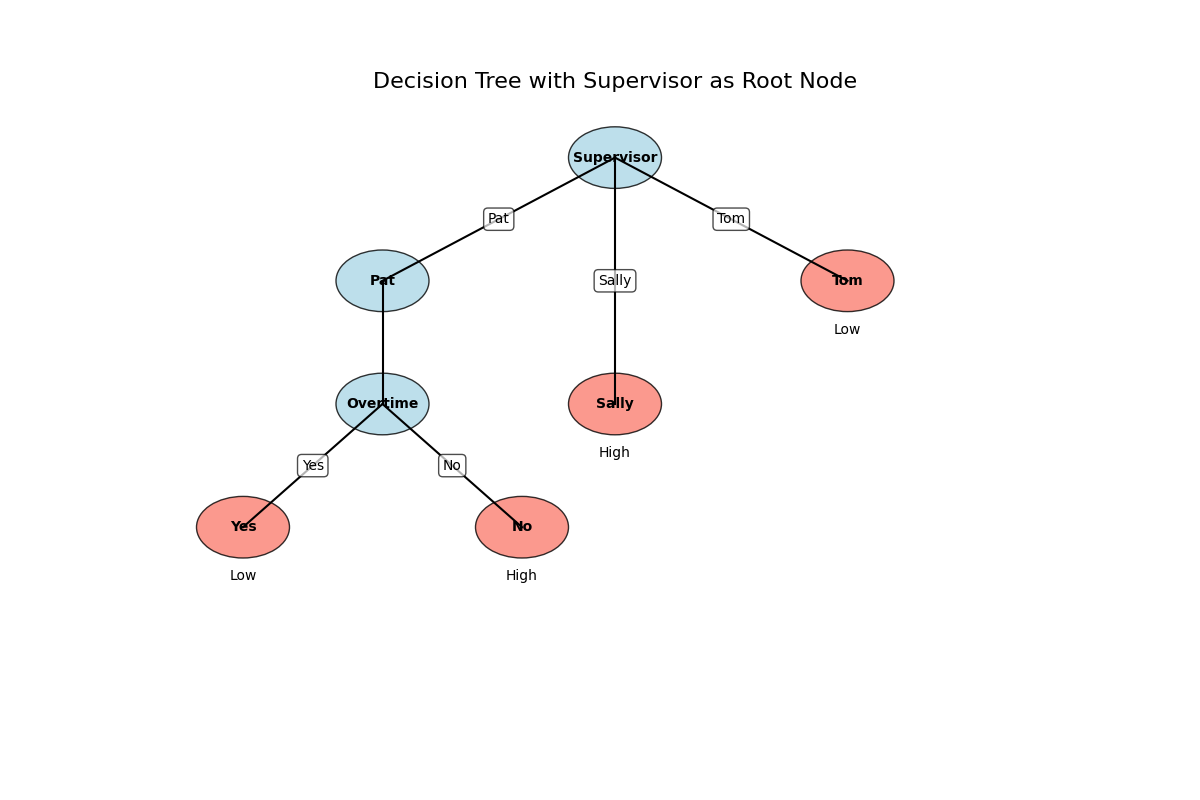 Decision Tree with Supervisor as Root Node
Supervisor
Pat
Tom
Pat
Sally
Tom
Low
Overtime
Sally
High
Yes
No
Yes
No
Low
High